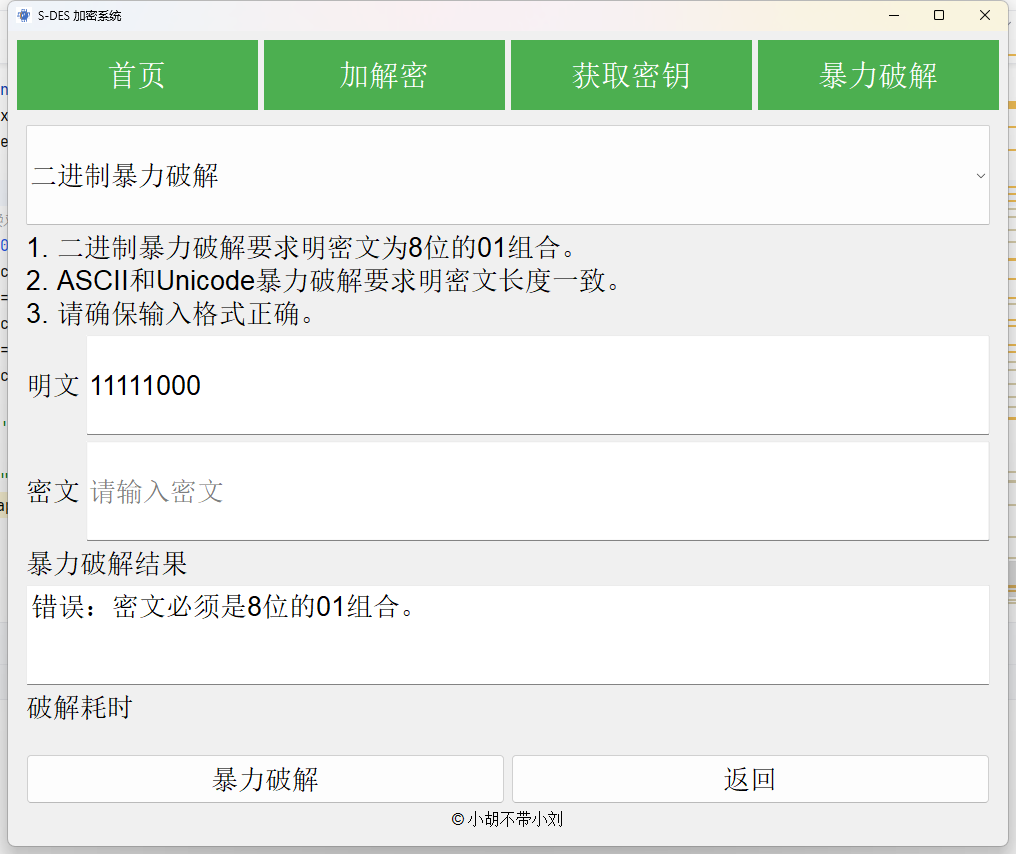 S-DES 加密系统
首页 加解密 获取密钥 暴力破解
二进制暴力破解
1. 二进制暴力破解要求明密文为8位的01组合。
2. ASCII和Unicode暴力破解要求明密文长度一致。
3. 请确保输入格式正确。
明文 11111000
密文 请输入密文
暴力破解结果
错误：密文必须是8位的01组合。
破解耗时
暴力破解 返回
© 小胡不带小刘